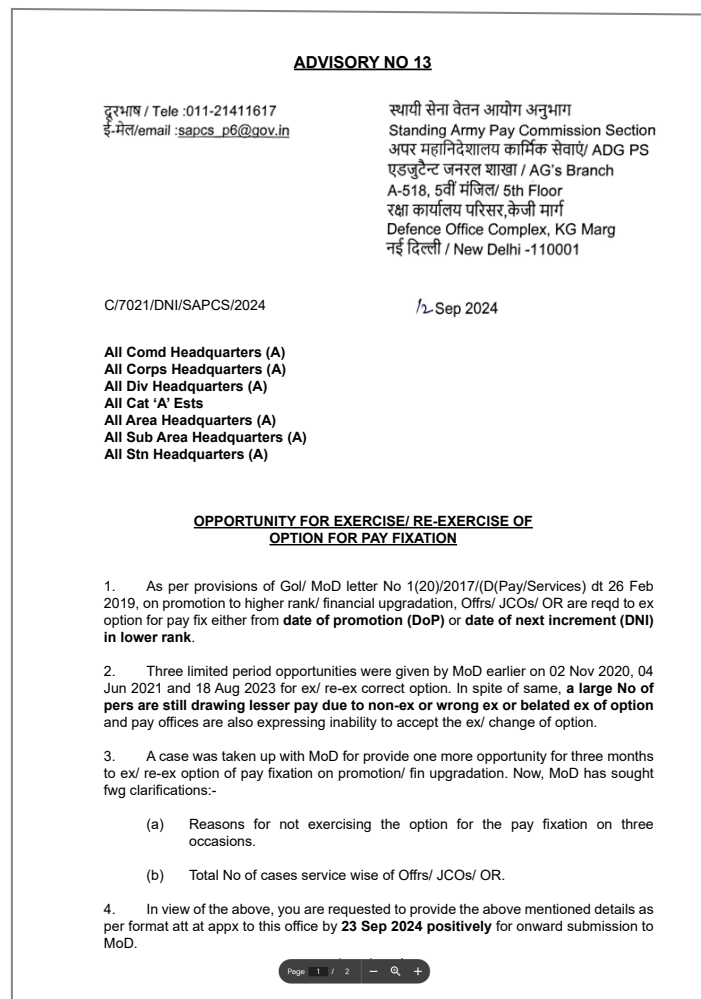 ADVISORY NO 13
दूरभाष / Tele :011-21411617
ई-मेल/email :sapcs_p6@gov.in
स्थायी सेना वेतन आयोग अनुभाग
Standing Army Pay Commission Section
अपर महानिदेशालय कार्मिक सेवाएं/ ADG PS
एडजुटैन्ट जनरल शाखा / AG's Branch
A-518, 5वीं मंजिल/ 5th Floor
रक्षा कार्यालय परिसर,केजी मार्ग
Defence Office Complex, KG Marg
नई दिल्ली / New Delhi -110001
C/7021/DNI/SAPCS/2024
12 Sep 2024
All Comd Headquarters (A)
All Corps Headquarters (A)
All Div Headquarters (A)
All Cat ‘A’ Ests
All Area Headquarters (A)
All Sub Area Headquarters (A)
All Stn Headquarters (A)
OPPORTUNITY FOR EXERCISE/ RE-EXERCISE OF
OPTION FOR PAY FIXATION
1. As per provisions of GoI/ MoD letter No 1(20)/2017/(D(Pay/Services) dt 26 Feb
2019, on promotion to higher rank/ financial upgradation, Offrs/ JCOs/ OR are reqd to ex
option for pay fix either from date of promotion (DoP) or date of next increment (DNI)
in lower rank.
2. Three limited period opportunities were given by MoD earlier on 02 Nov 2020, 04
Jun 2021 and 18 Aug 2023 for ex/ re-ex correct option. In spite of same, a large No of
pers are still drawing lesser pay due to non-ex or wrong ex or belated ex of option
and pay offices are also expressing inability to accept the ex/ change of option.
3. A case was taken up with MoD for provide one more opportunity for three months
to ex/ re-ex option of pay fixation on promotion/ fin upgradation. Now, MoD has sought
fwg clarifications:-
(a) Reasons for not exercising the option for the pay fixation on three
occasions.
(b) Total No of cases service wise of Offrs/ JCOs/ OR.
4. In view of the above, you are requested to provide the above mentioned details as
per format att at appx to this office by 23 Sep 2024 positively for onward submission to
MoD.
Page 1 / 2